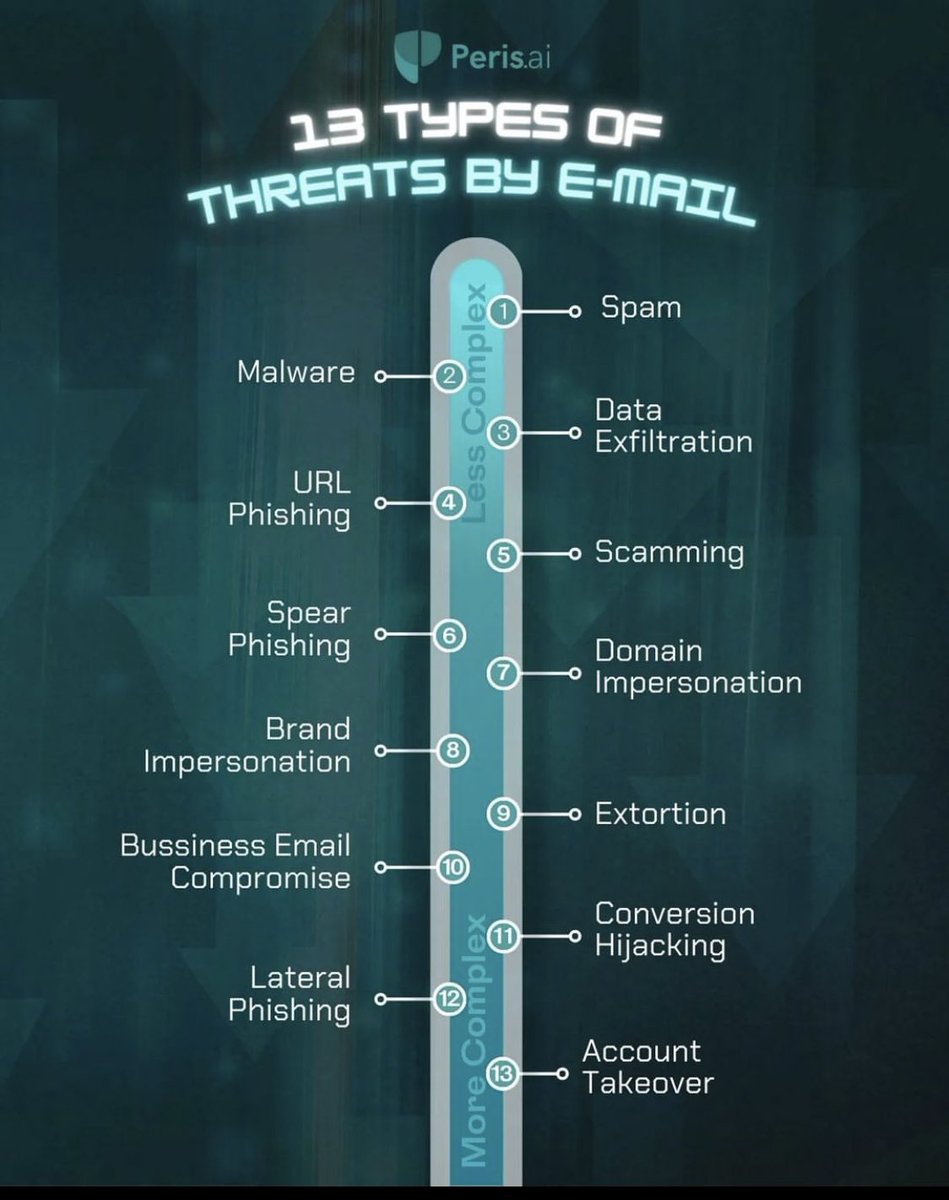 Peris.ai
13 TYPES OF
THREATS BY E-MAIL
Less Complex
1
Spam
Malware
2
3
Data
Exfiltration
URL
Phishing
4
5
Scamming
Spear
Phishing
6
7
Domain
Impersonation
Brand
Impersonation
8
9
Extortion
Bussiness Email
Compromise
10
11
Conversion
Hijacking
Lateral
Phishing
12
More Complex
13
Account
Takeover